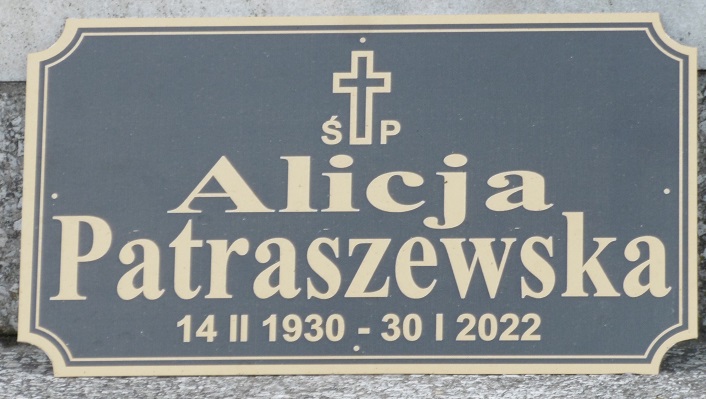 Ś P
Alicja
Patraszewska
14 II 1930 - 30 I 2022